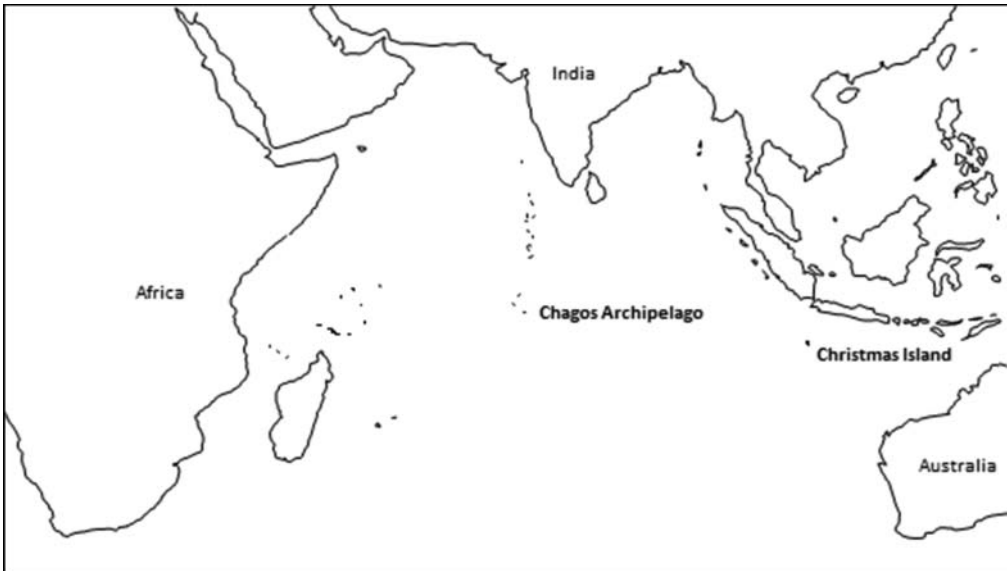 India
Africa
Chagos Archipelago
Christmas Island
Australia